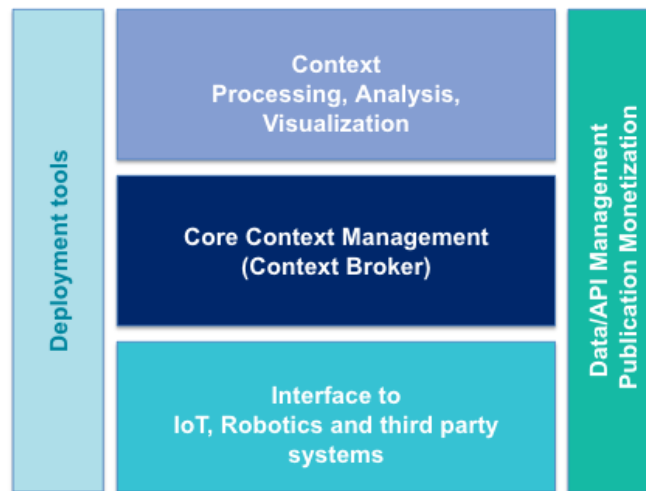 Deployment tools
Context
Processing, Analysis,
Visualization
Core Context Management
(Context Broker)
Interface to
IoT, Robotics and third party
systems
Data/API Management
Publication Monetization